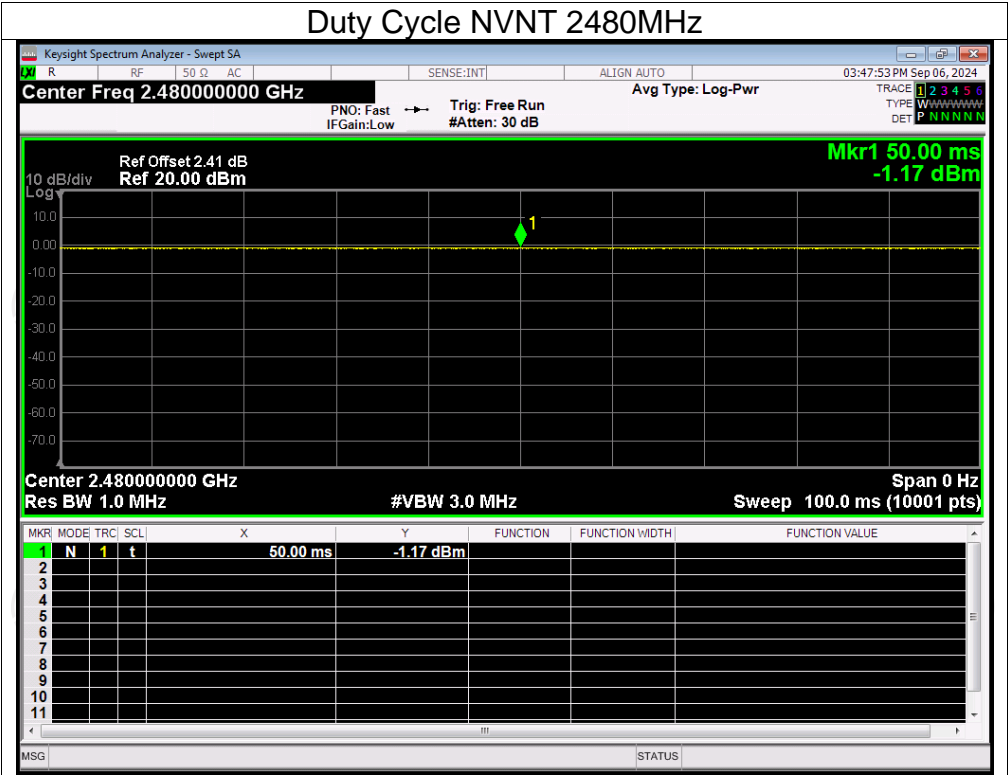 Duty Cycle NVNT 2480MHz
Keysight Spectrum Analyzer - Swept SA
LXI R RF 50 Ω AC SENSE:INT ALIGN AUTO 03:47:53 PM Sep 06, 2024
Center Freq 2.480000000 GHz Avg Type: Log-Pwr TRACE 1 2 3 4 5 6
PNO: Fast Trig: Free Run TYPE WWWWWW
IFGain:Low #Atten: 30 dB DET P N N N N N
Mkr1 50.00 ms
Ref Offset 2.41 dB
10 dB/div Ref 20.00 dBm -1.17 dBm
Log
10.0
1
0.00
-10.0
-20.0
-30.0
-40.0
-50.0
-60.0
-70.0
Center 2.480000000 GHz Span 0 Hz
Res BW 1.0 MHz #VBW 3.0 MHz Sweep 100.0 ms (10001 pts)
MKR MODE TRC SCL X Y FUNCTION FUNCTION WIDTH FUNCTION VALUE
1 N 1 t 50.00 ms -1.17 dBm
2
3
4
5
6
7
8
9
10
11
MSG STATUS